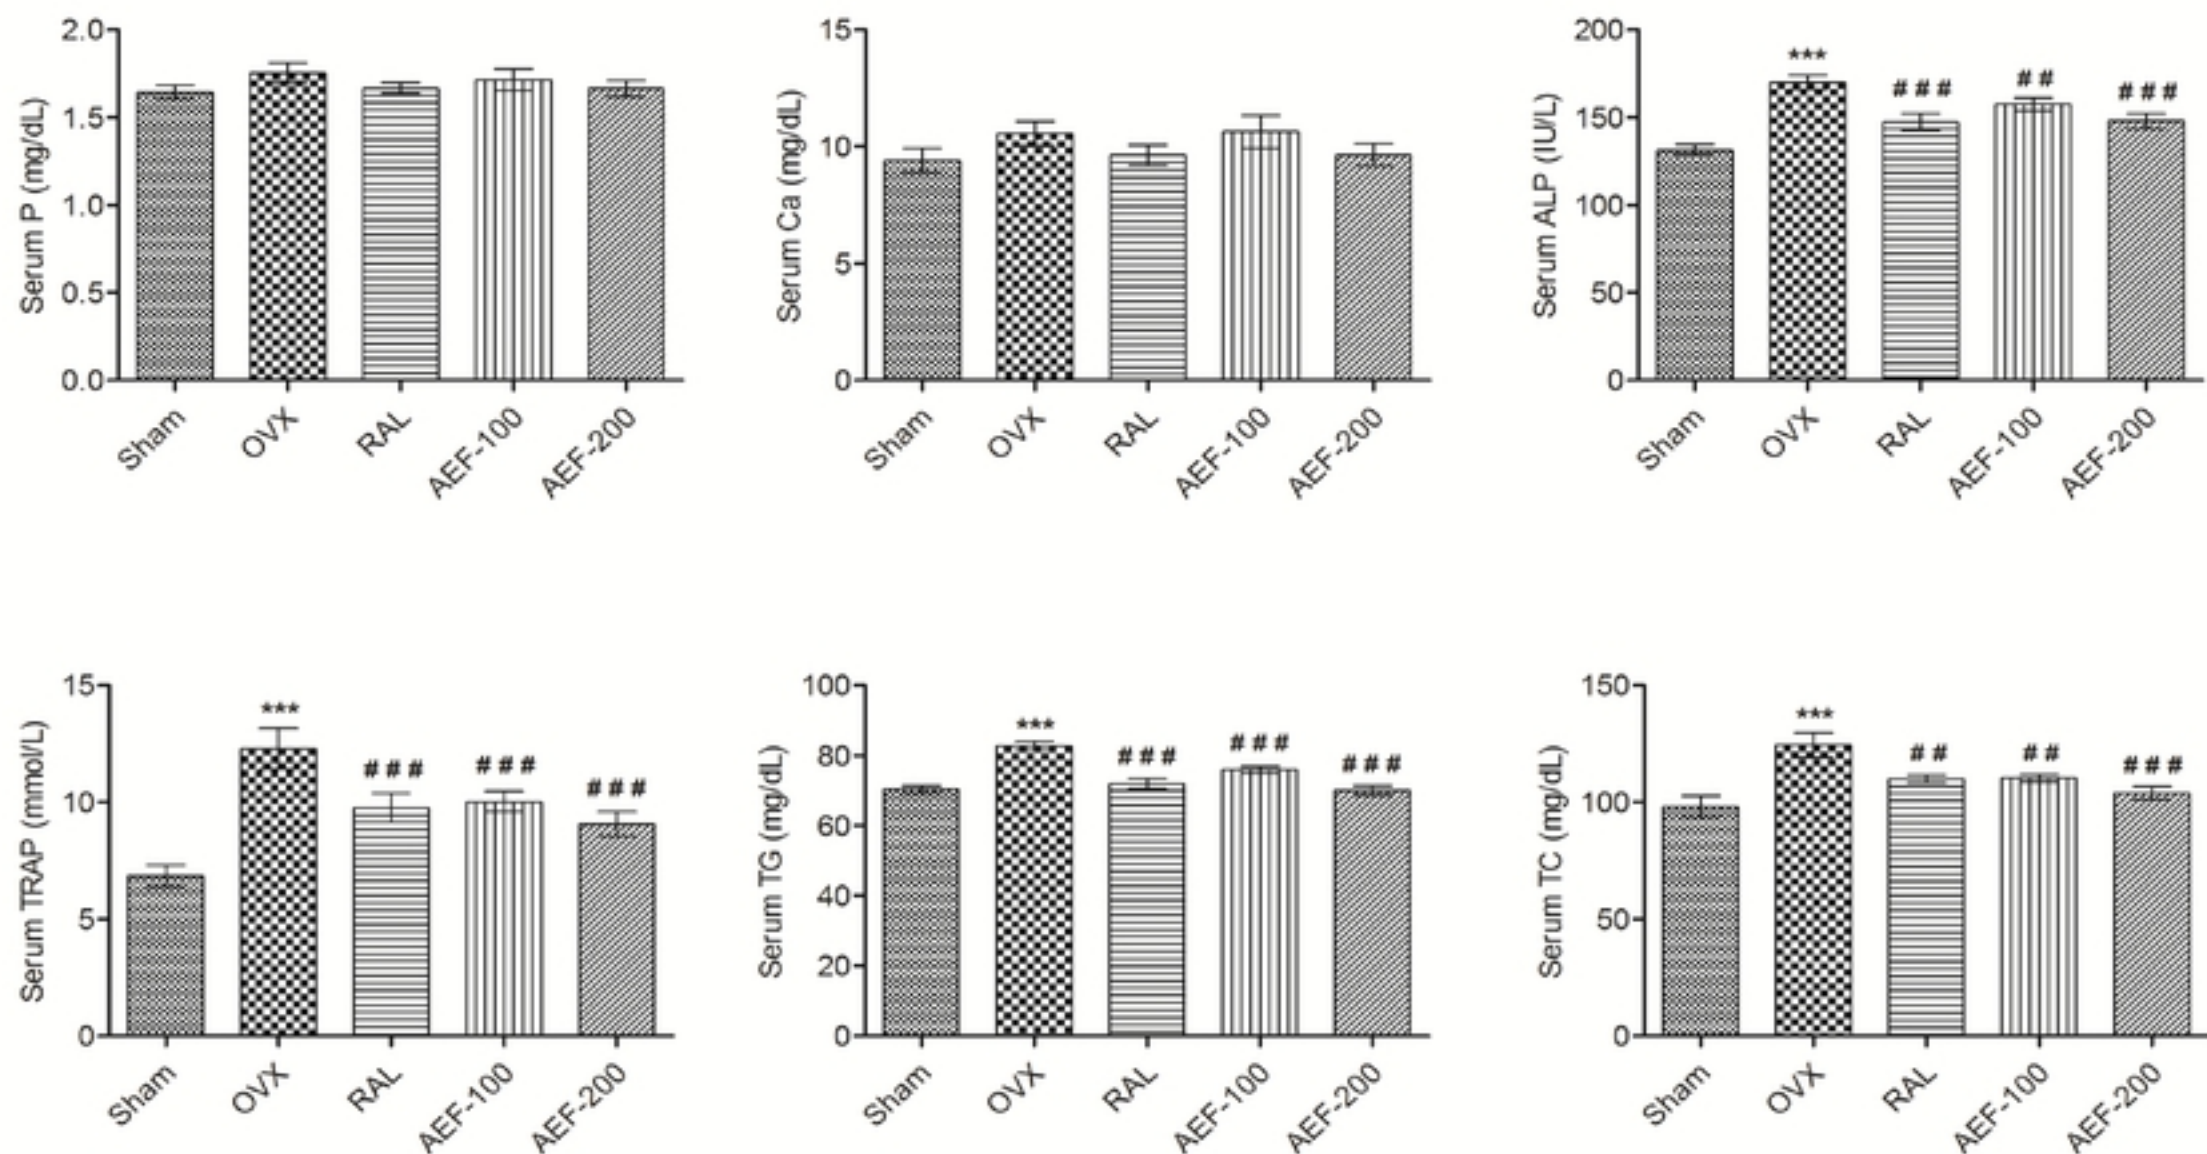 Serum P (mg/dL)
2.0
1.5
1.0
0.5
0.0
Sham
OVX
RAL
AEF-100
AEF-200
Serum Ca (mg/dL)
15
10
5
0
Sham
OVX
RAL
AEF-100
AEF-200
Serum ALP (IU/L)
200
150
100
50
0
***
###
##
###
Sham
OVX
RAL
AEF-100
AEF-200
Serum TRAP (mmol/L)
15
10
5
0
***
###
###
###
Sham
OVX
RAL
AEF-100
AEF-200
Serum TG (mg/dL)
100
80
60
40
20
0
***
###
###
###
Sham
OVX
RAL
AEF-100
AEF-200
Serum TC (mg/dL)
150
100
50
0
***
##
##
###
Sham
OVX
RAL
AEF-100
AEF-200